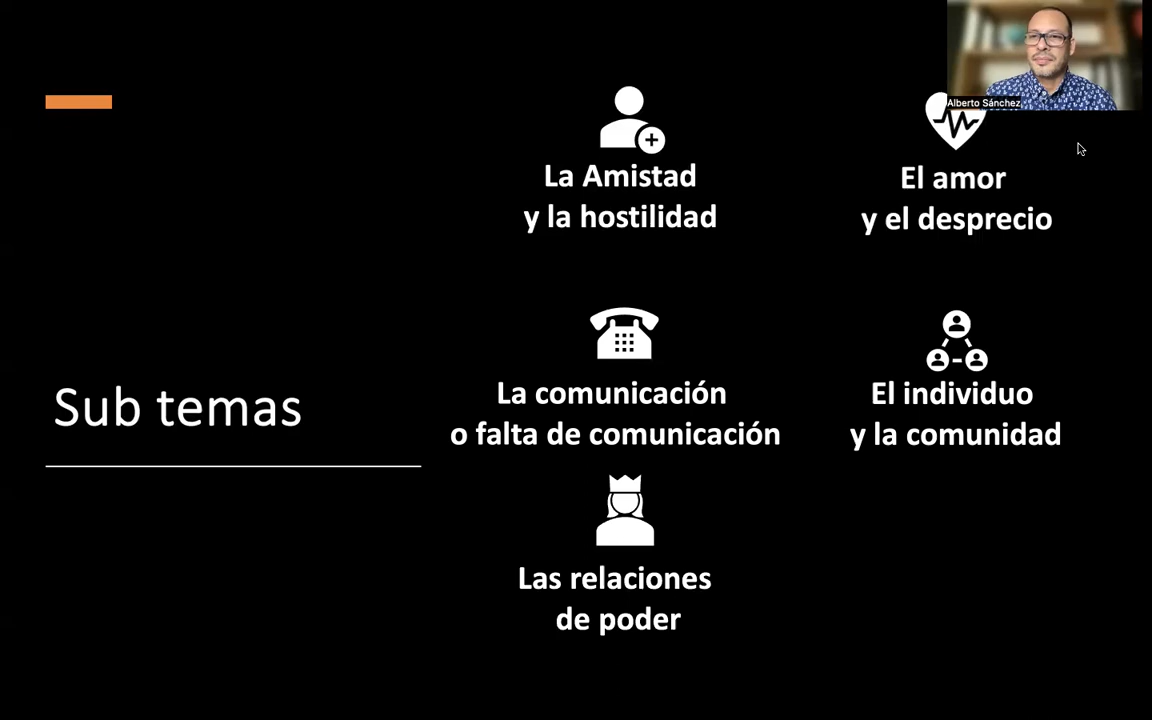 Alberto Sánchez
La Amistad
y la hostilidad
El amor
y el desprecio
Sub temas
La comunicación
o falta de comunicación
El individuo
y la comunidad
Las relaciones
de poder